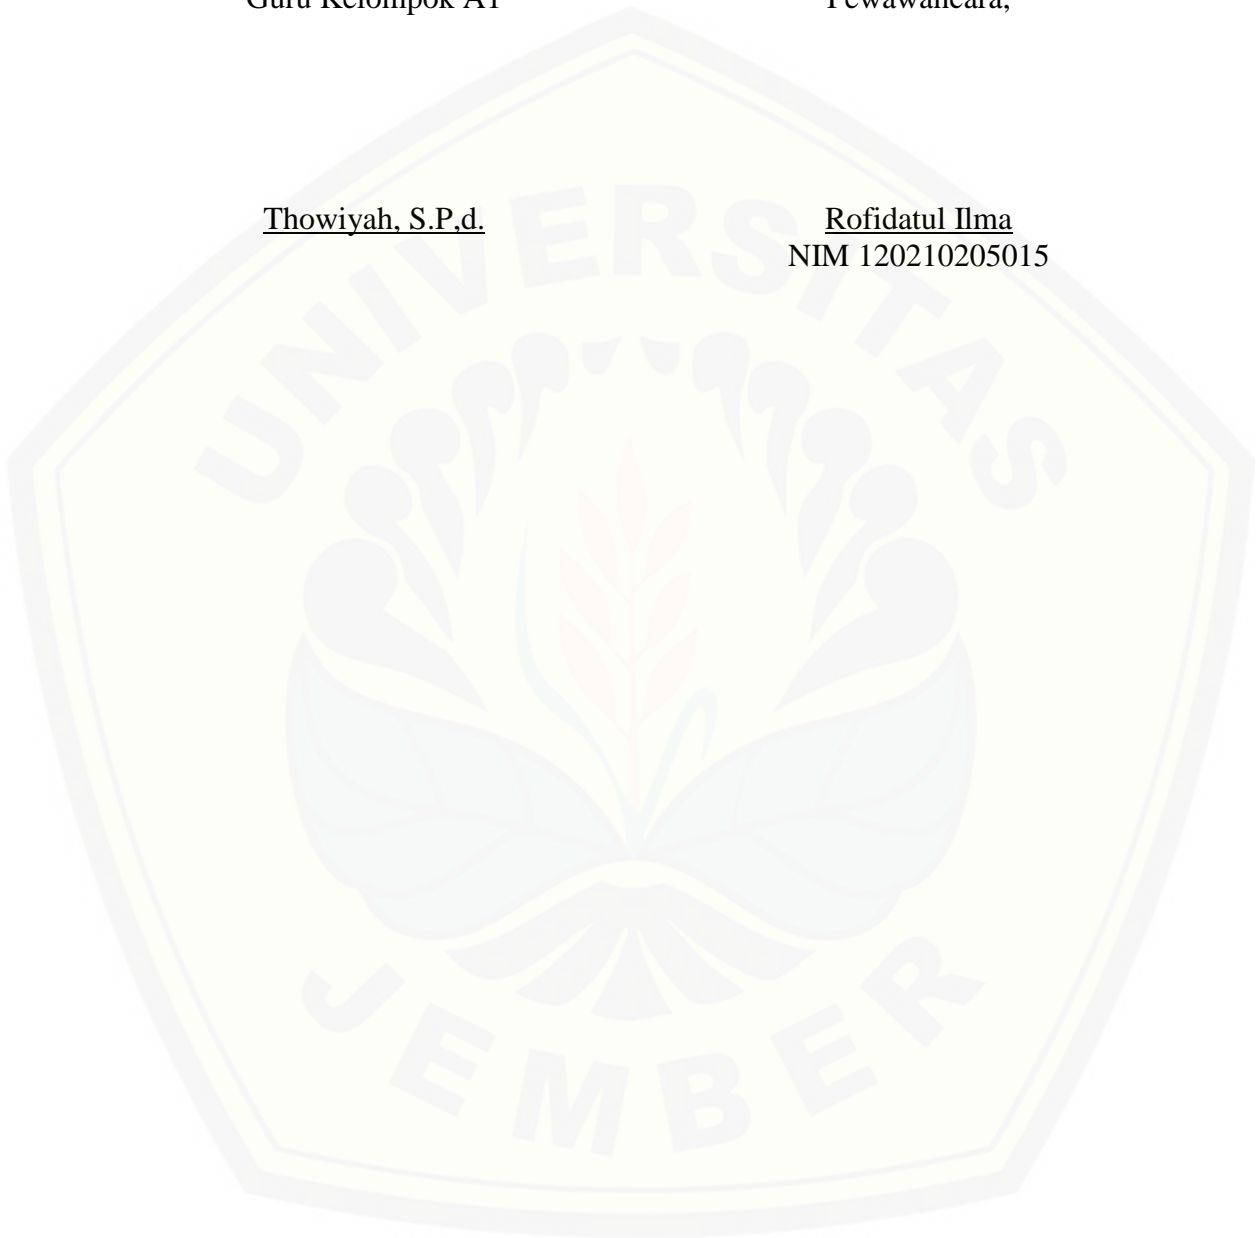 Guru Kelompok A1 Pewawancara,
Thowiyah, S.P,d. Rofidatul Ilma
NIM 120210205015
UNIVERSITAS
JEMBER